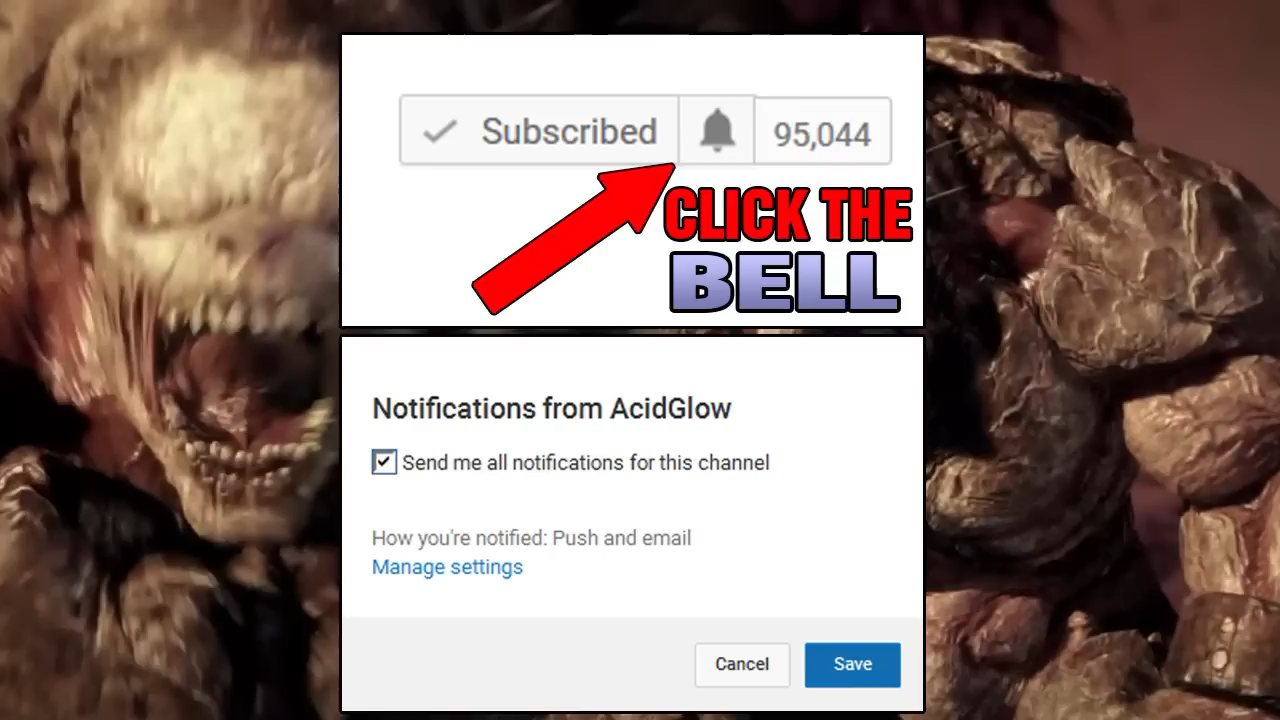 Subscribed 95,044
CLICK THE
BELL
Notifications from AcidGlow
Send me all notifications for this channel
How you're notified: Push and email
Manage settings
Cancel Save